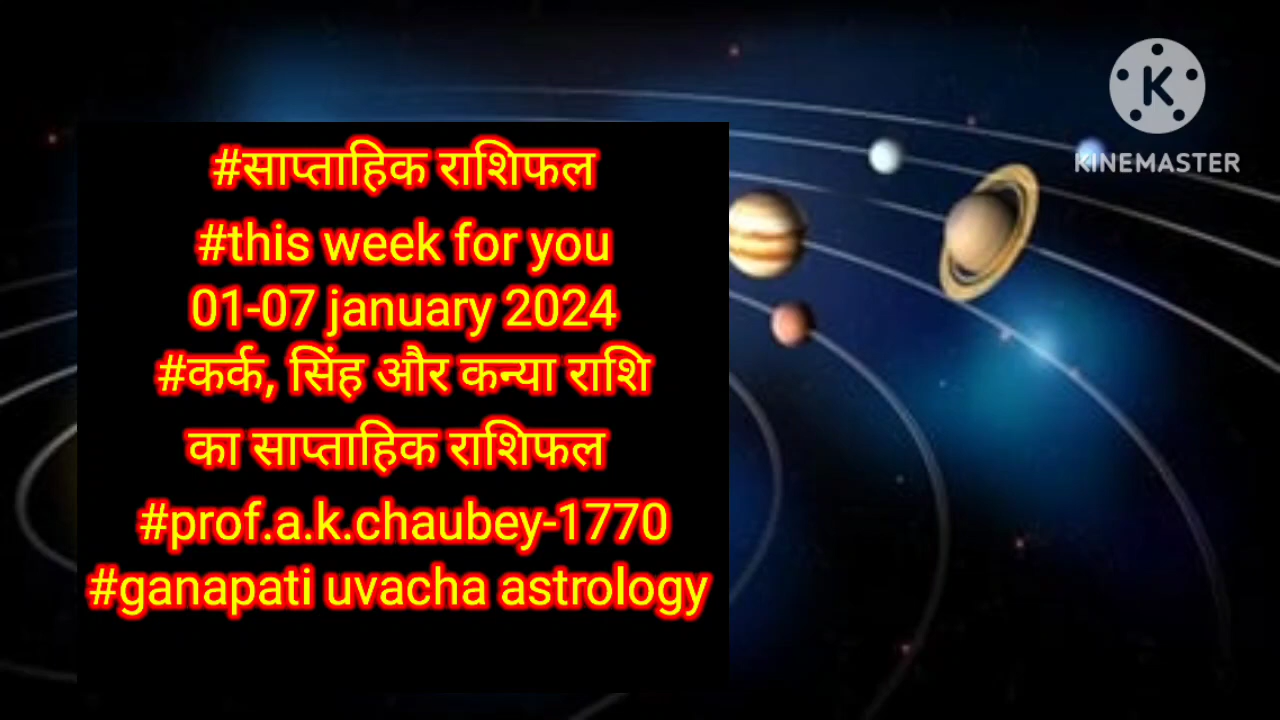 #साप्ताहिक राशिफल
#this week for you
01-07 january 2024
#कर्क, सिंह और कन्या राशि
का साप्ताहिक राशिफल
#prof.a.k.chaubey-1770
#ganapati uvacha astrology
K
KINEMASTER